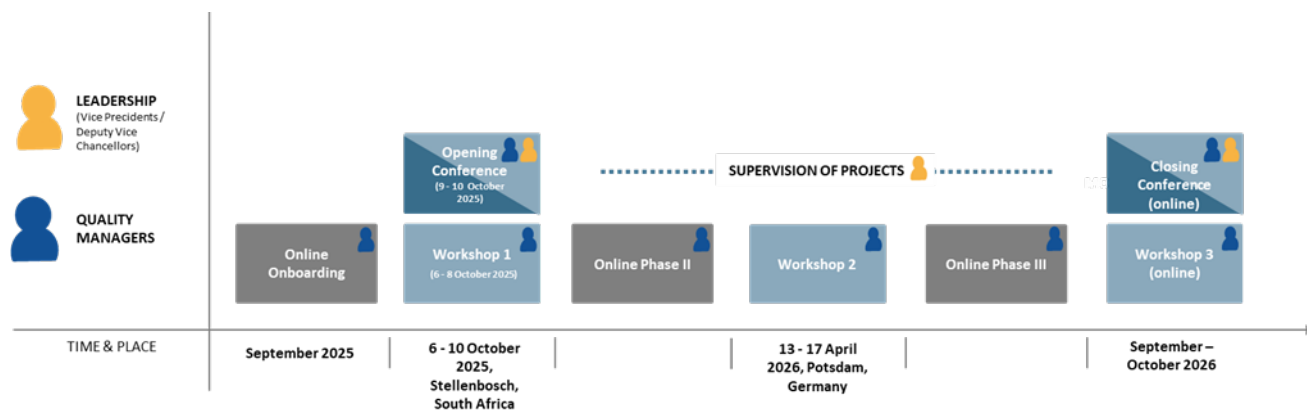 LEADERSHIP
(Vice Precidents /
Deputy Vice
Chancellors)
QUALITY
MANAGERS
Opening
Conference
(9 - 10 October
2025)
SUPERVISION OF PROJECTS
Closing
Conference
(online)
Online
Onboarding
Workshop 1
(6 - 8 October 2025)
Online Phase II
Workshop 2
Online Phase III
Workshop 3
(online)
TIME & PLACE
September 2025
6 - 10 October
2025,
Stellenbosch,
South Africa
13 - 17 April
2026, Potsdam,
Germany
September –
October 2026